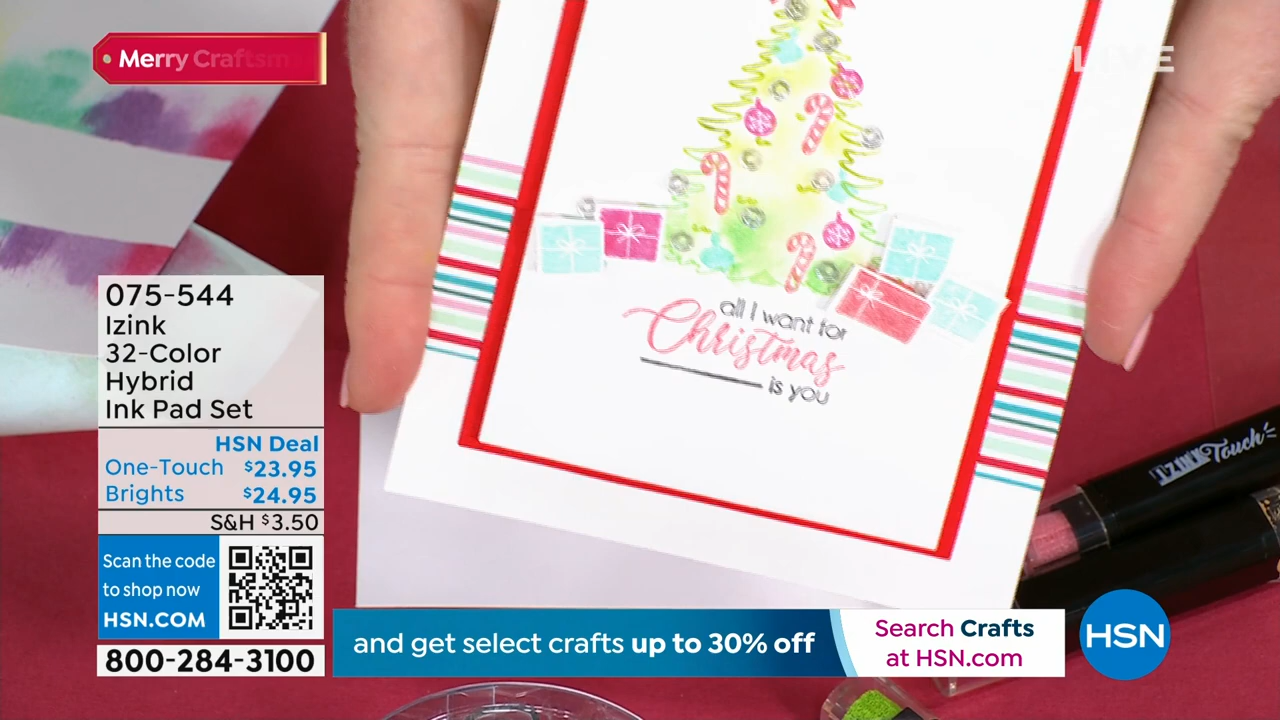 Merry Craftsm
LIVE
all I want for
Christmas
is you
IZINK Touch
075-544
Izink
32-Color
Hybrid
Ink Pad Set
HSN Deal
One-Touch $23.95
Brights $24.95
S&H $3.50
Scan the code
to shop now
HSN.COM
800-284-3100
and get select crafts up to 30% off
Search Crafts
at HSN.com
HSN